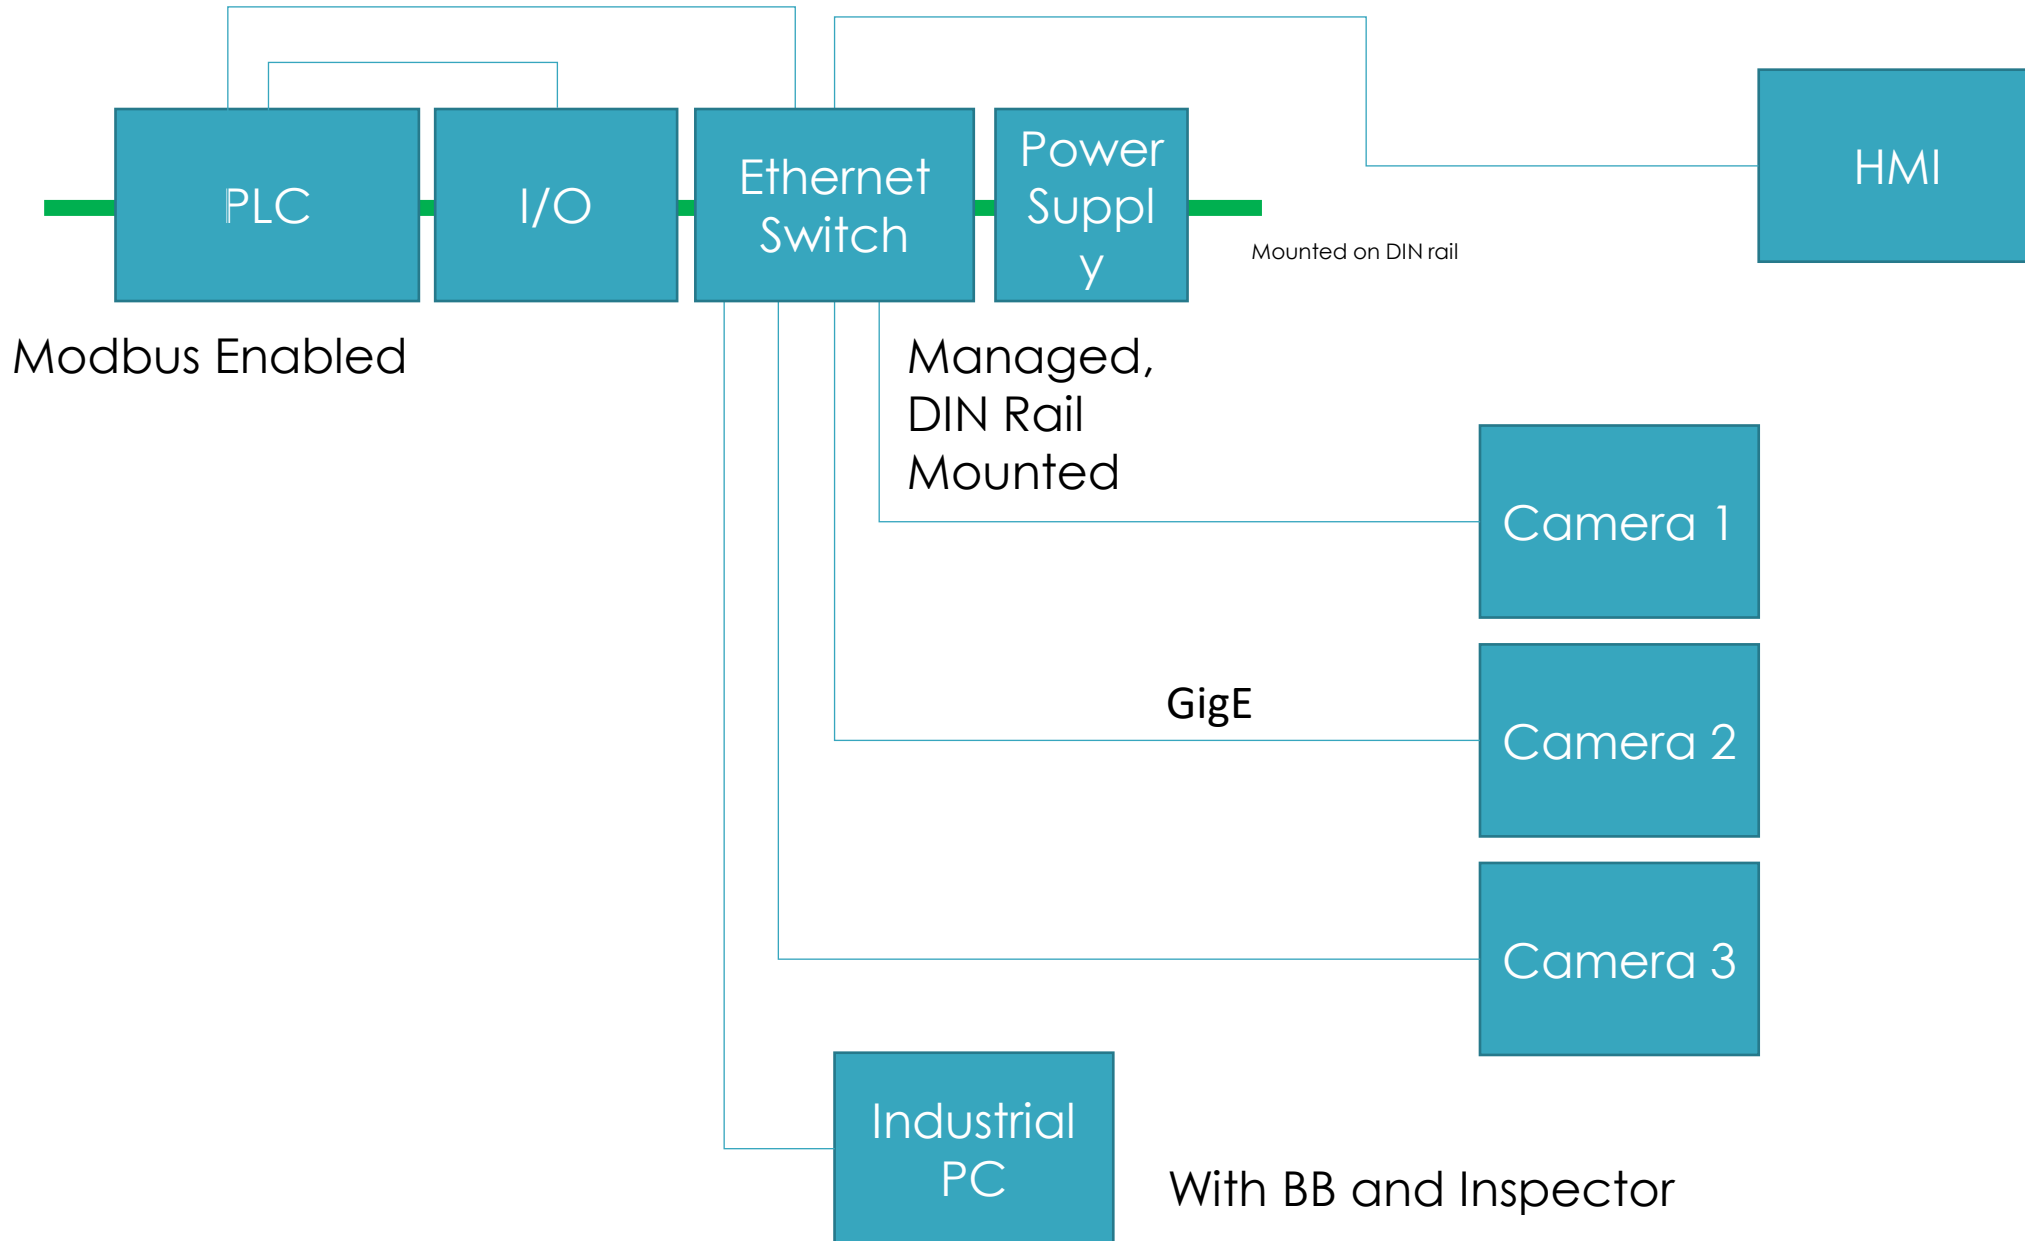 PLC
I/O
Ethernet
Switch
Power
Suppl
y
HMI
Mounted on DIN rail
Modbus Enabled
Managed,
DIN Rail
Mounted
Camera 1
GigE
Camera 2
Camera 3
Industrial
PC
With BB and Inspector